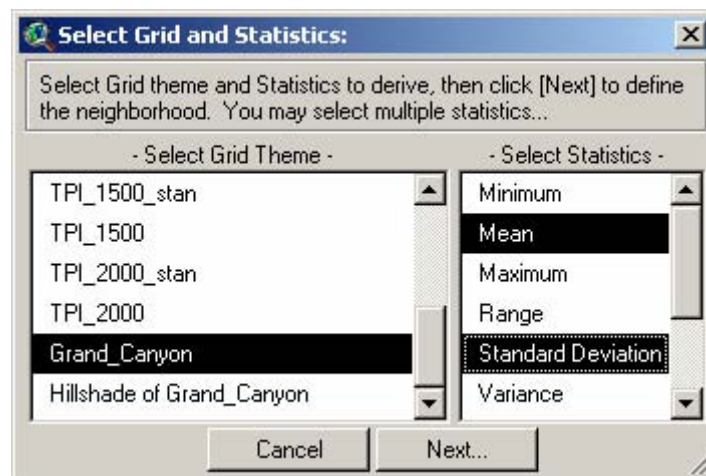 Select Grid and Statistics:
Select Grid theme and Statistics to derive, then click [Next] to define
the neighborhood. You may select multiple statistics...
- Select Grid Theme -
TPI_1500_stan
TPI_1500
TPI_2000_stan
TPI_2000
Grand_Canyon
Hillshade of Grand_Canyon
- Select Statistics -
Minimum
Mean
Maximum
Range
Standard Deviation
Variance
Cancel
Next...